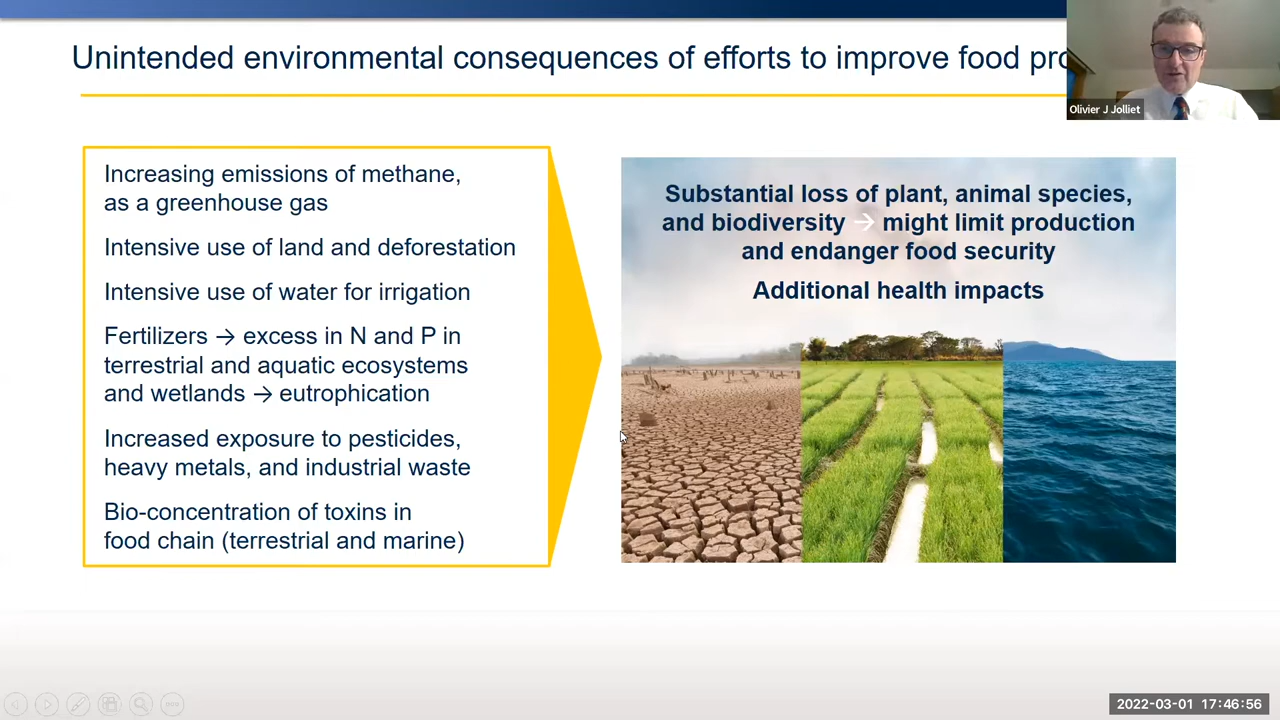 Unintended environmental consequences of efforts to improve food
Olivier J Jolliet
Increasing emissions of methane,
as a greenhouse gas
Intensive use of land and deforestation
Intensive use of water for irrigation
Fertilizers → excess in N and P in
terrestrial and aquatic ecosystems
and wetlands → eutrophication
Increased exposure to pesticides,
heavy metals, and industrial waste
Bio-concentration of toxins in
food chain (terrestrial and marine)
Substantial loss of plant, animal species,
and biodiversity → might limit production
and endanger food security
Additional health impacts
2022-03-01 17:46:56